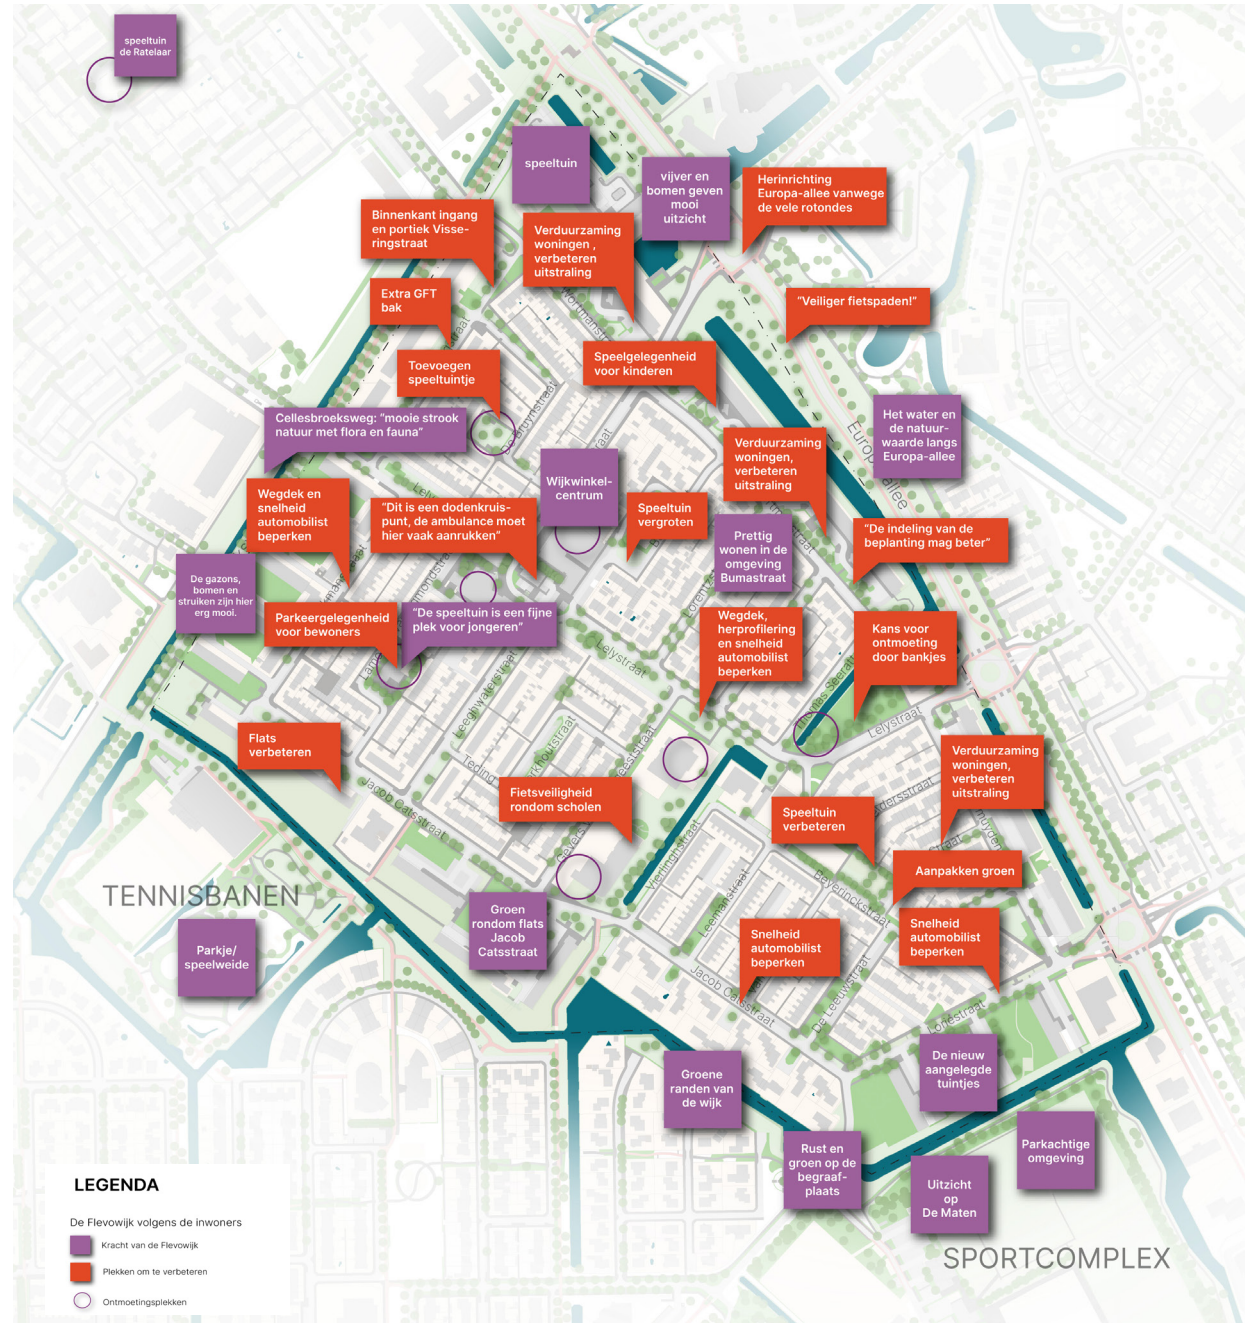 speeltuin
de Ratelaar
speeltuin
vijver en
bomen geven
mooi
uitzicht
Herinrichting
Europa-allee vanwege
de vele rotondes
Binnenkant ingang
en portiek Visse-
ringstraat
Verduurzaming
woningen ,
verbeteren
uitstraling
Extra GFT
bak
"Veiliger fietspaden!"
Wortmanstraat
Toevoegen
speeltuintje
Speelgelegenheid
voor kinderen
De Bruynstraat
Cellesbroeksweg: "mooie strook
natuur met flora en fauna"
Het water en
de natuur-
waarde langs
Europa-allee
Europa-allee
Verduurzaming
woningen,
verbeteren
uitstraling
Wijkwinkel-
centrum
Wegdek en
snelheid
automobilist
beperken
"Dit is een dodenkruis-
punt, de ambulance moet
hier vaak aanrukken"
Speeltuin
vergroten
Prettig
wonen in de
omgeving
Bumastraat
"De indeling van de
beplanting mag beter"
De gazons,
bomen en
struiken zijn hier
erg mooi.
Parkeergelegenheid
voor bewoners
"De speeltuin is een fijne
plek voor jongeren"
Wegdek,
herprofilering
en snelheid
automobilist
beperken
Kans voor
ontmoeting
door bankjes
Lelystraat
Leeghwaterstraat
Lelystraat
Flats
verbeteren
Verduurzaming
woningen,
verbeteren
uitstraling
Jacob Catsstraat
Fietsveiligheid
rondom scholen
Speeltuin
verbeteren
Vierlinghstraat
Aanpakken groen
Leemanstraat
Beyerinckstraat
TENNISBANEN
Groen
rondom flats
Jacob
Catsstraat
Snelheid
automobilist
beperken
Snelheid
automobilist
beperken
Parkje/
speelweide
Jacob Catsstraat
De Leeuwstraat
Lonéstraat
Groene
randen van
de wijk
De nieuw
aangelegde
tuintjes
Parkachtige
omgeving
Rust en
groen op de
begraaf-
plaats
Uitzicht
op
De Maten
SPORTCOMPLEX
LEGENDA
De Flevowijk volgens de inwoners
Kracht van de Flevowijk
Plekken om te verbeteren
Ontmoetingsplekken